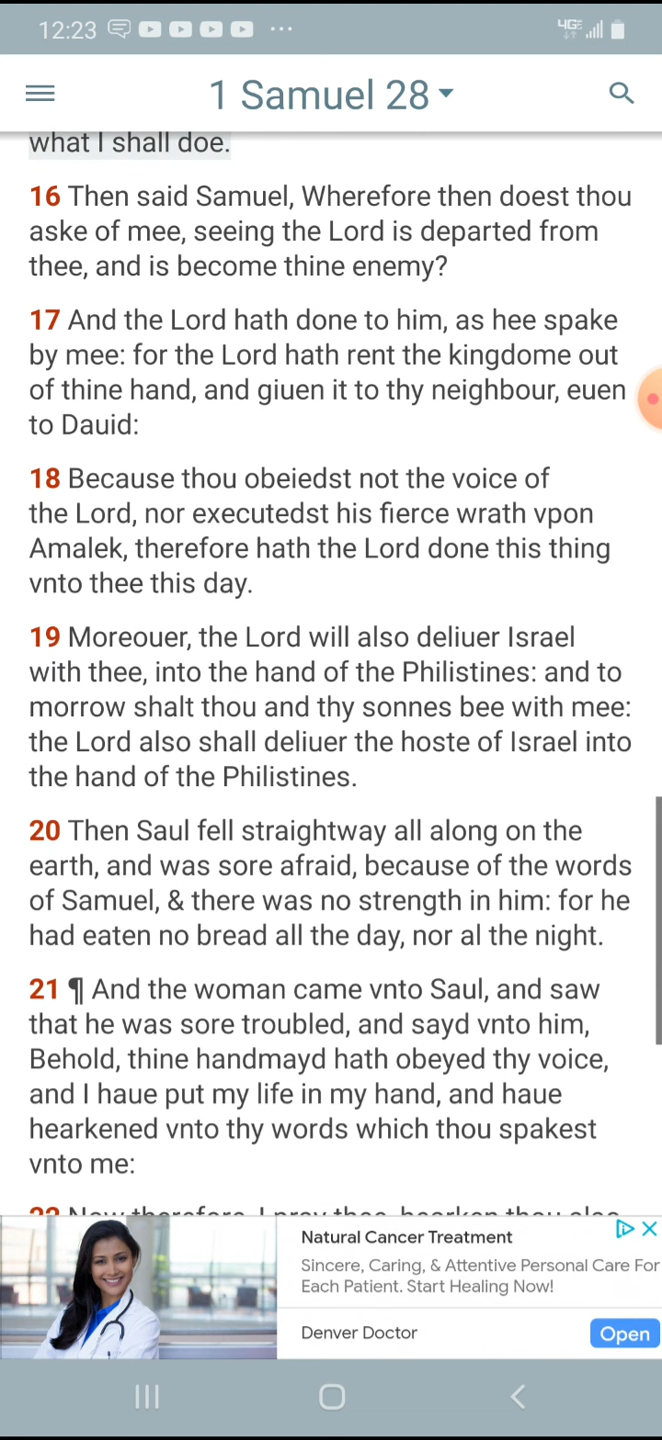 12:23
4GE
1 Samuel 28
what I shall doe.
16 Then said Samuel, Wherefore then doest thou
aske of mee, seeing the Lord is departed from
thee, and is become thine enemy?
17 And the Lord hath done to him, as hee spake
by mee: for the Lord hath rent the kingdome out
of thine hand, and giuen it to thy neighbour, euen
to Dauid:
18 Because thou obeiedst not the voice of
the Lord, nor executedst his fierce wrath vpon
Amalek, therefore hath the Lord done this thing
vnto thee this day.
19 Moreouer, the Lord will also deliuer Israel
with thee, into the hand of the Philistines: and to
morrow shalt thou and thy sonnes bee with mee:
the Lord also shall deliuer the hoste of Israel into
the hand of the Philistines.
20 Then Saul fell straightway all along on the
earth, and was sore afraid, because of the words
of Samuel, & there was no strength in him: for he
had eaten no bread all the day, nor al the night.
21 ¶ And the woman came vnto Saul, and saw
that he was sore troubled, and sayd vnto him,
Behold, thine handmayd hath obeyed thy voice,
and I haue put my life in my hand, and haue
hearkened vnto thy words which thou spakest
vnto me:
22 Now therefore, I pray thee, hearken thou also
Natural Cancer Treatment
Sincere, Caring, & Attentive Personal Care For
Each Patient. Start Healing Now!
Denver Doctor
Open